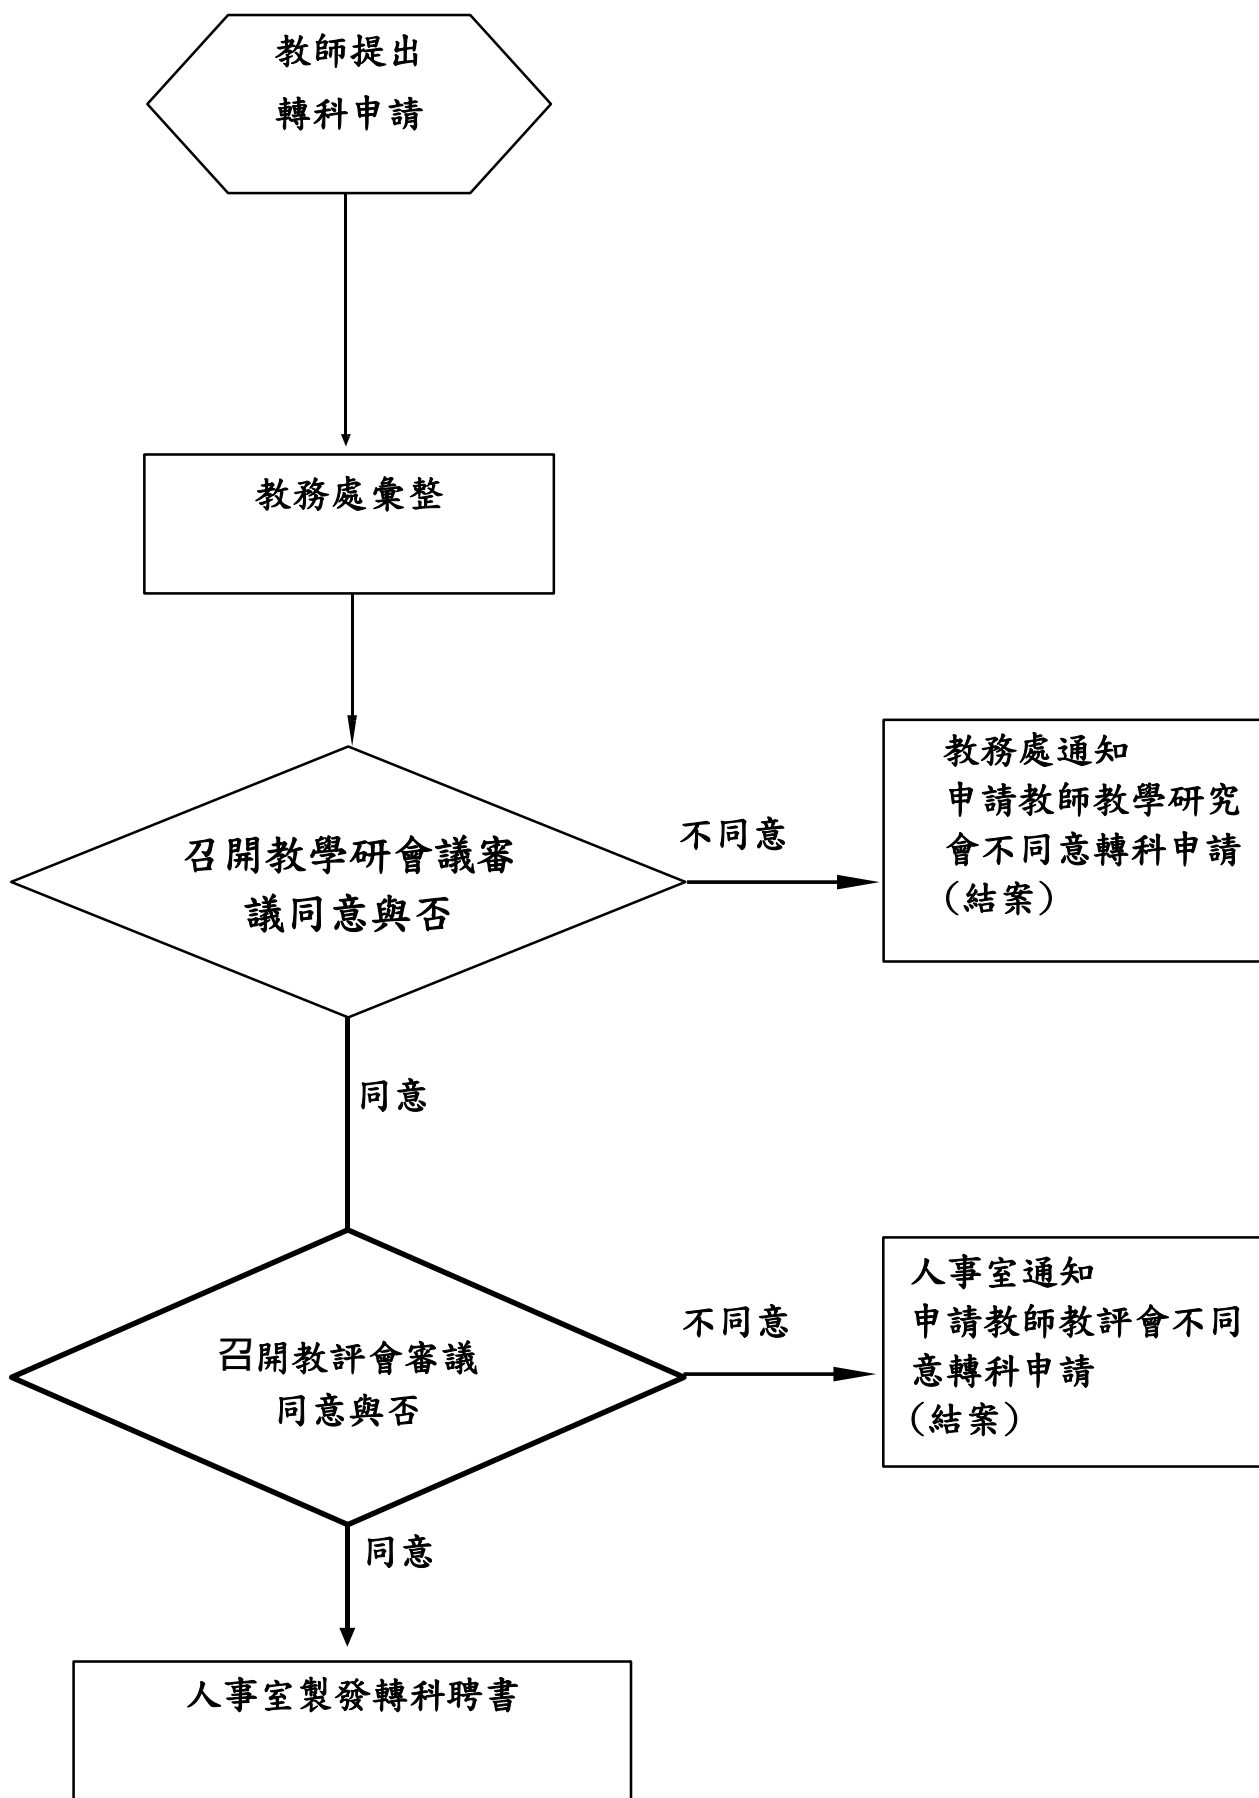 教師提出
轉科申請
教務處彙整
召開教學研會議審
議同意與否
不同意
教務處通知
申請教師教學研究
會不同意轉科申請
(結案)
同意
召開教評會審議
同意與否
不同意
人事室通知
申請教師教評會不同
意轉科申請
(結案)
同意
人事室製發轉科聘書